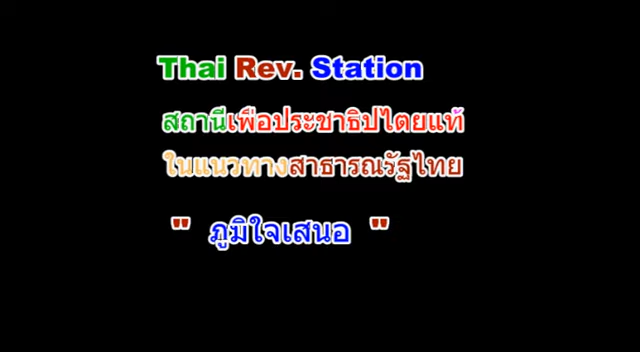 Thai Rev. Station
สถานีเพื่อประชาธิปไตยแท้
ในแนวทางสาธารณรัฐไทย
" ภูมิใจเสนอ "